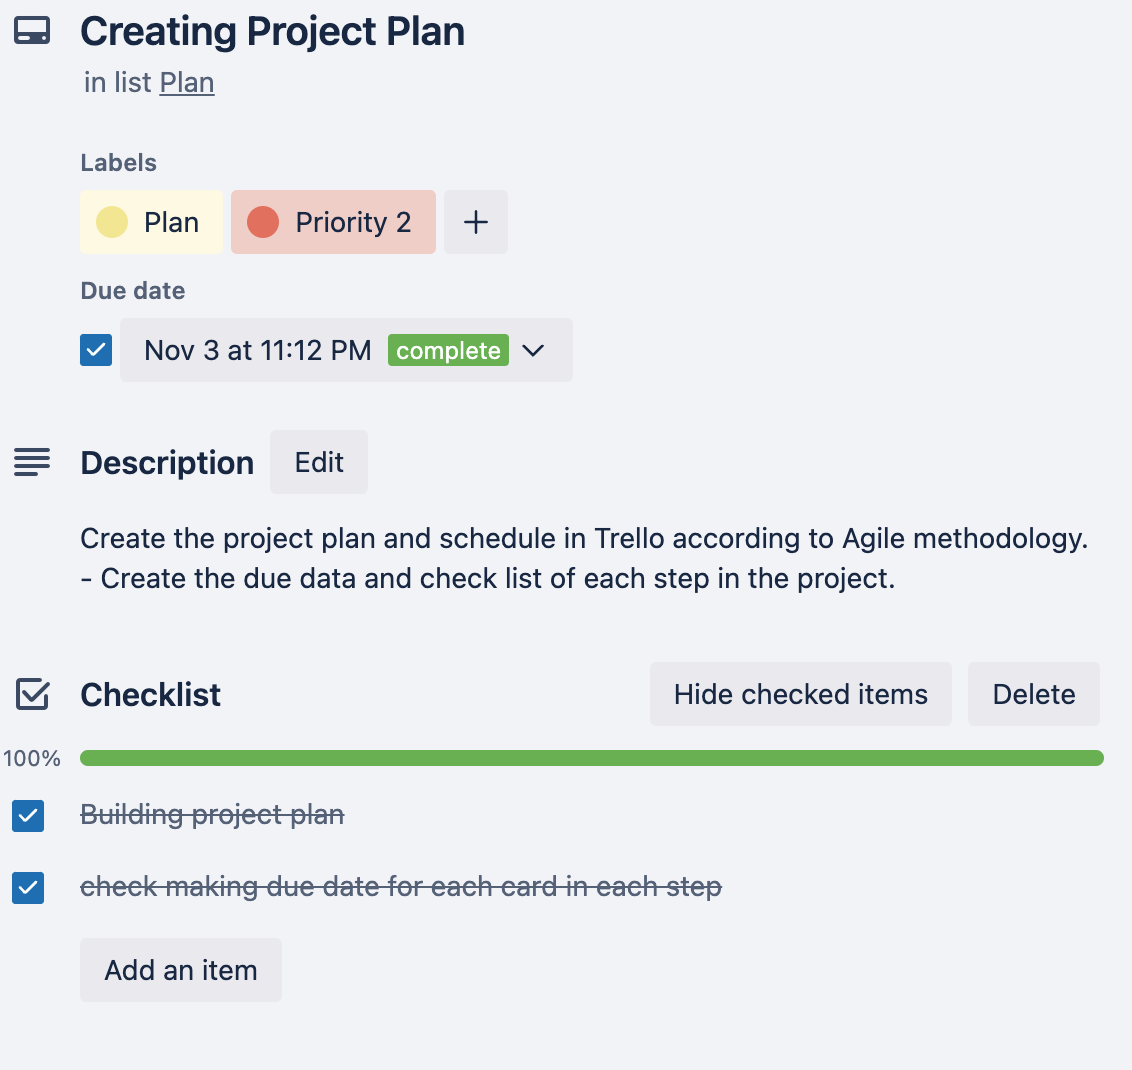 Creating Project Plan
in list Plan
Labels
Plan Priority 2 +
Due date
Nov 3 at 11:12 PM complete
Description Edit
Create the project plan and schedule in Trello according to Agile methodology.
- Create the due data and check list of each step in the project.
Checklist Hide checked items Delete
100%
Building project plan
check making due date for each card in each step
Add an item